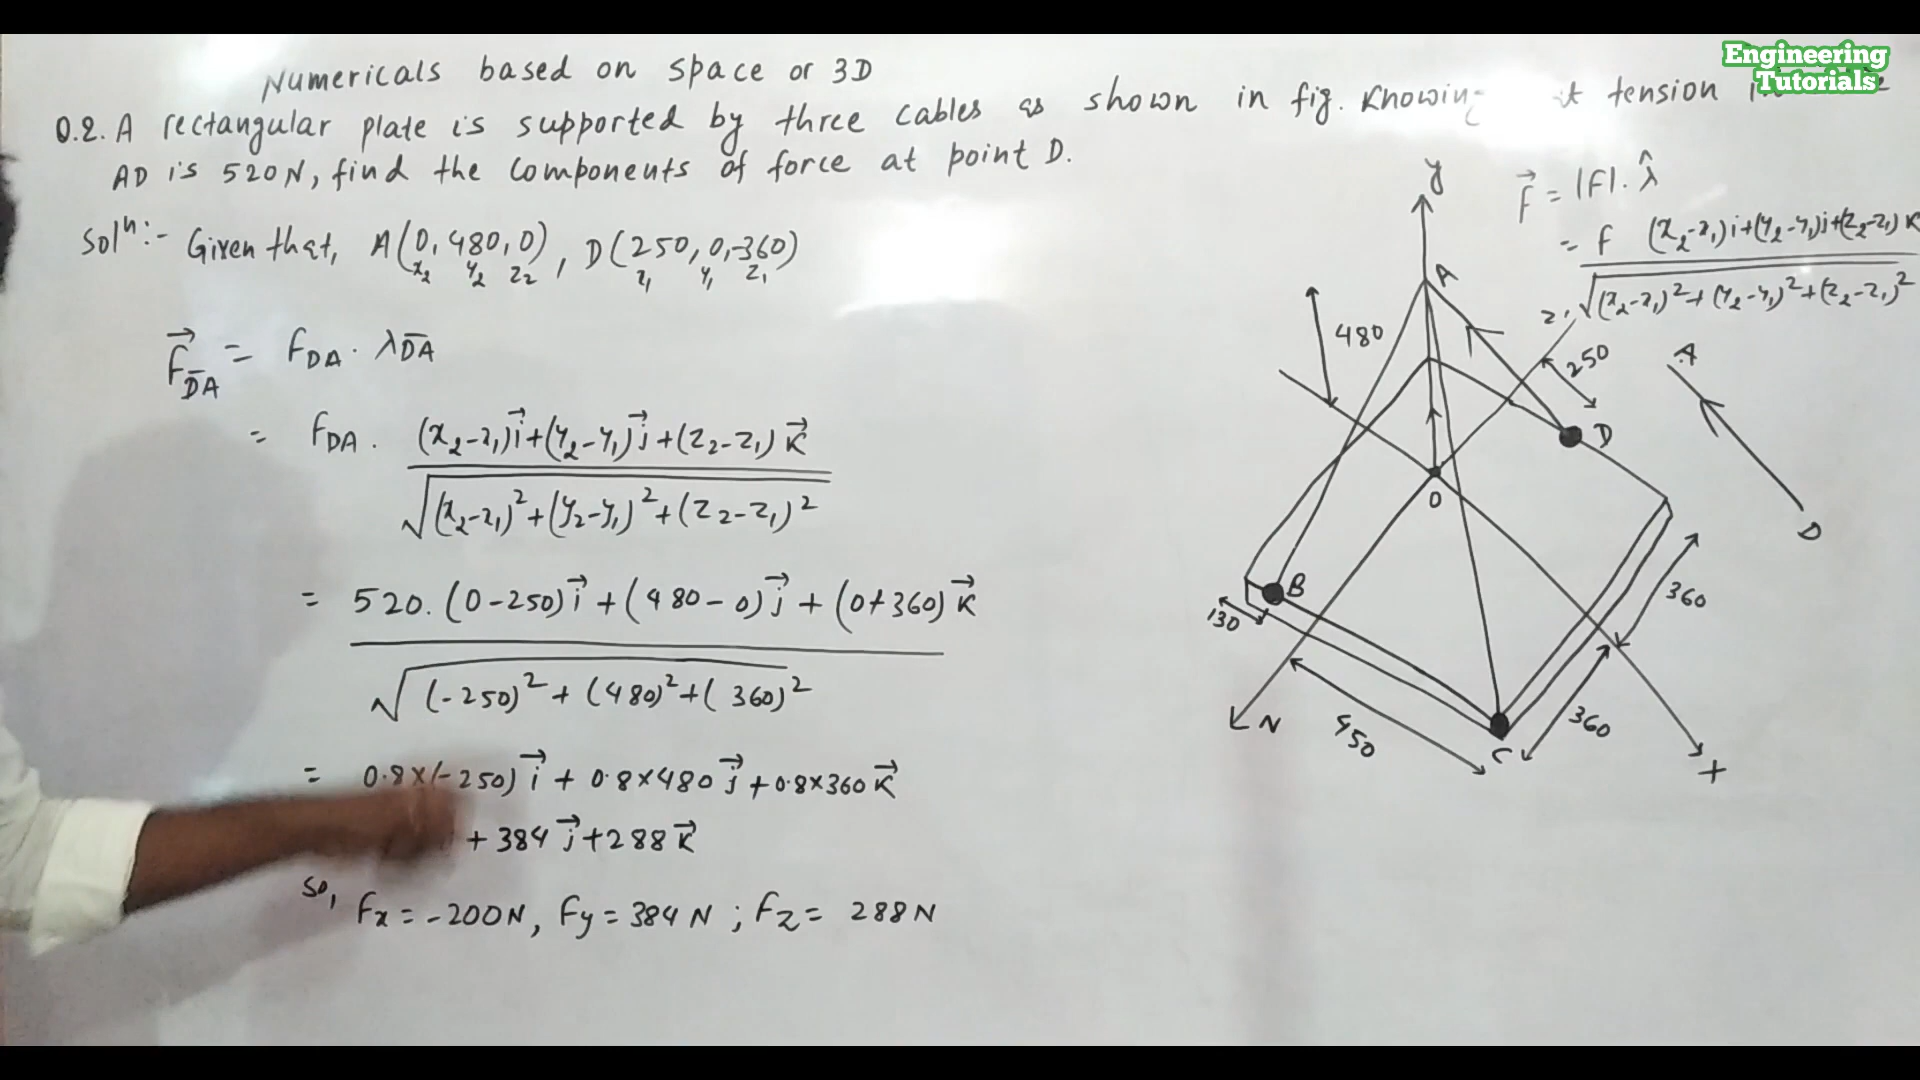 Engineering
Tutorials
Numericals based on space or 3D
Q.2. A rectangular plate is supported by three cables as shown in fig. Knowing tension
AD is 520N, find the components of force at point D.
Solⁿ:- Given that, A(0, 480, 0), D(250, 0, -360)
x₂ y₂ z₂ x₁ y₁ z₁
F⃗DA = FDA · λDA
= FDA . (x₂-x₁)i⃗+(y₂-y₁)j⃗+(z₂-z₁)k⃗
√(x₂-x₁)²+(y₂-y₁)²+(z₂-z₁)²
= 520. (0-250)i⃗ + (480-0)j⃗ + (0+360)k⃗
√(-250)²+(480)²+(360)²
= 0.8×(-250)i⃗ + 0.8×480j⃗ + 0.8×360k⃗
+ 384j⃗ + 288k⃗
So, Fx = -200N, Fy = 384N ; Fz = 288N
F⃗ = |F|. λ̂
= F (x₂-x₁)i+(y₂-y₁)j+(z₂-z₁)k
√(x₂-x₁)²+(y₂-y₁)²+(z₂-z₁)²
y
A
480
250
A
D
O
D
B
130
360
N
450
C
360
x